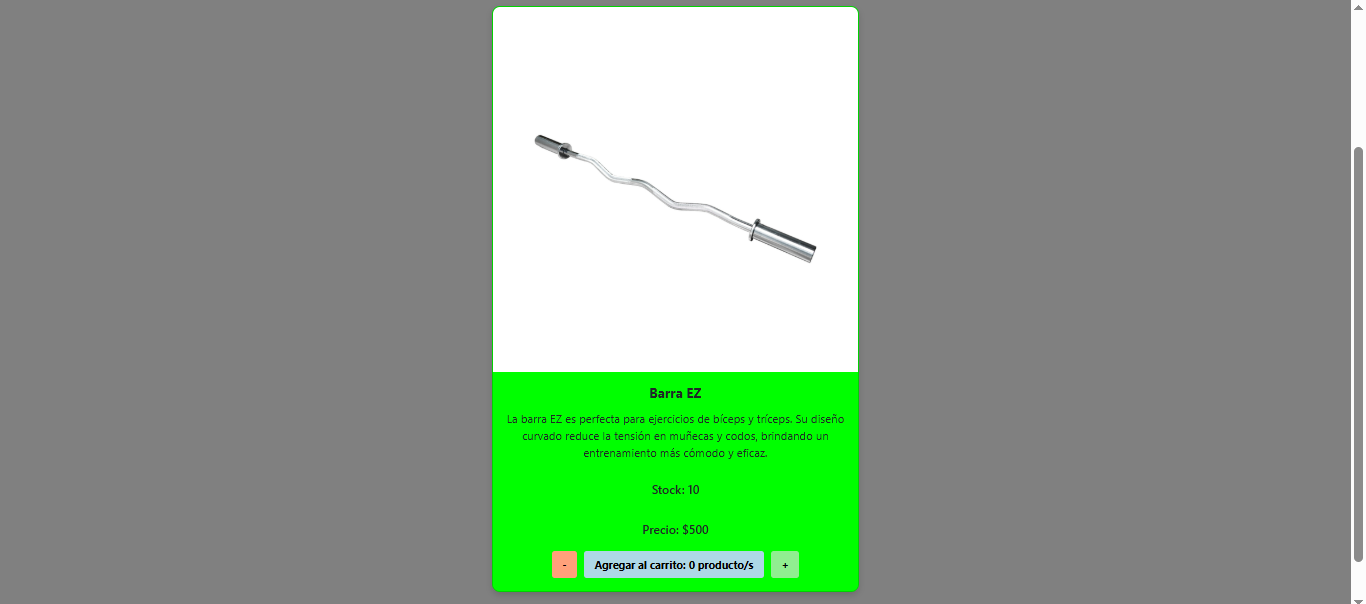 Barra EZ
La barra EZ es perfecta para ejercicios de bíceps y tríceps. Su diseño
curvado reduce la tensión en muñecas y codos, brindando un
entrenamiento más cómodo y eficaz.
Stock: 10
Precio: $500
- Agregar al carrito: 0 producto/s +